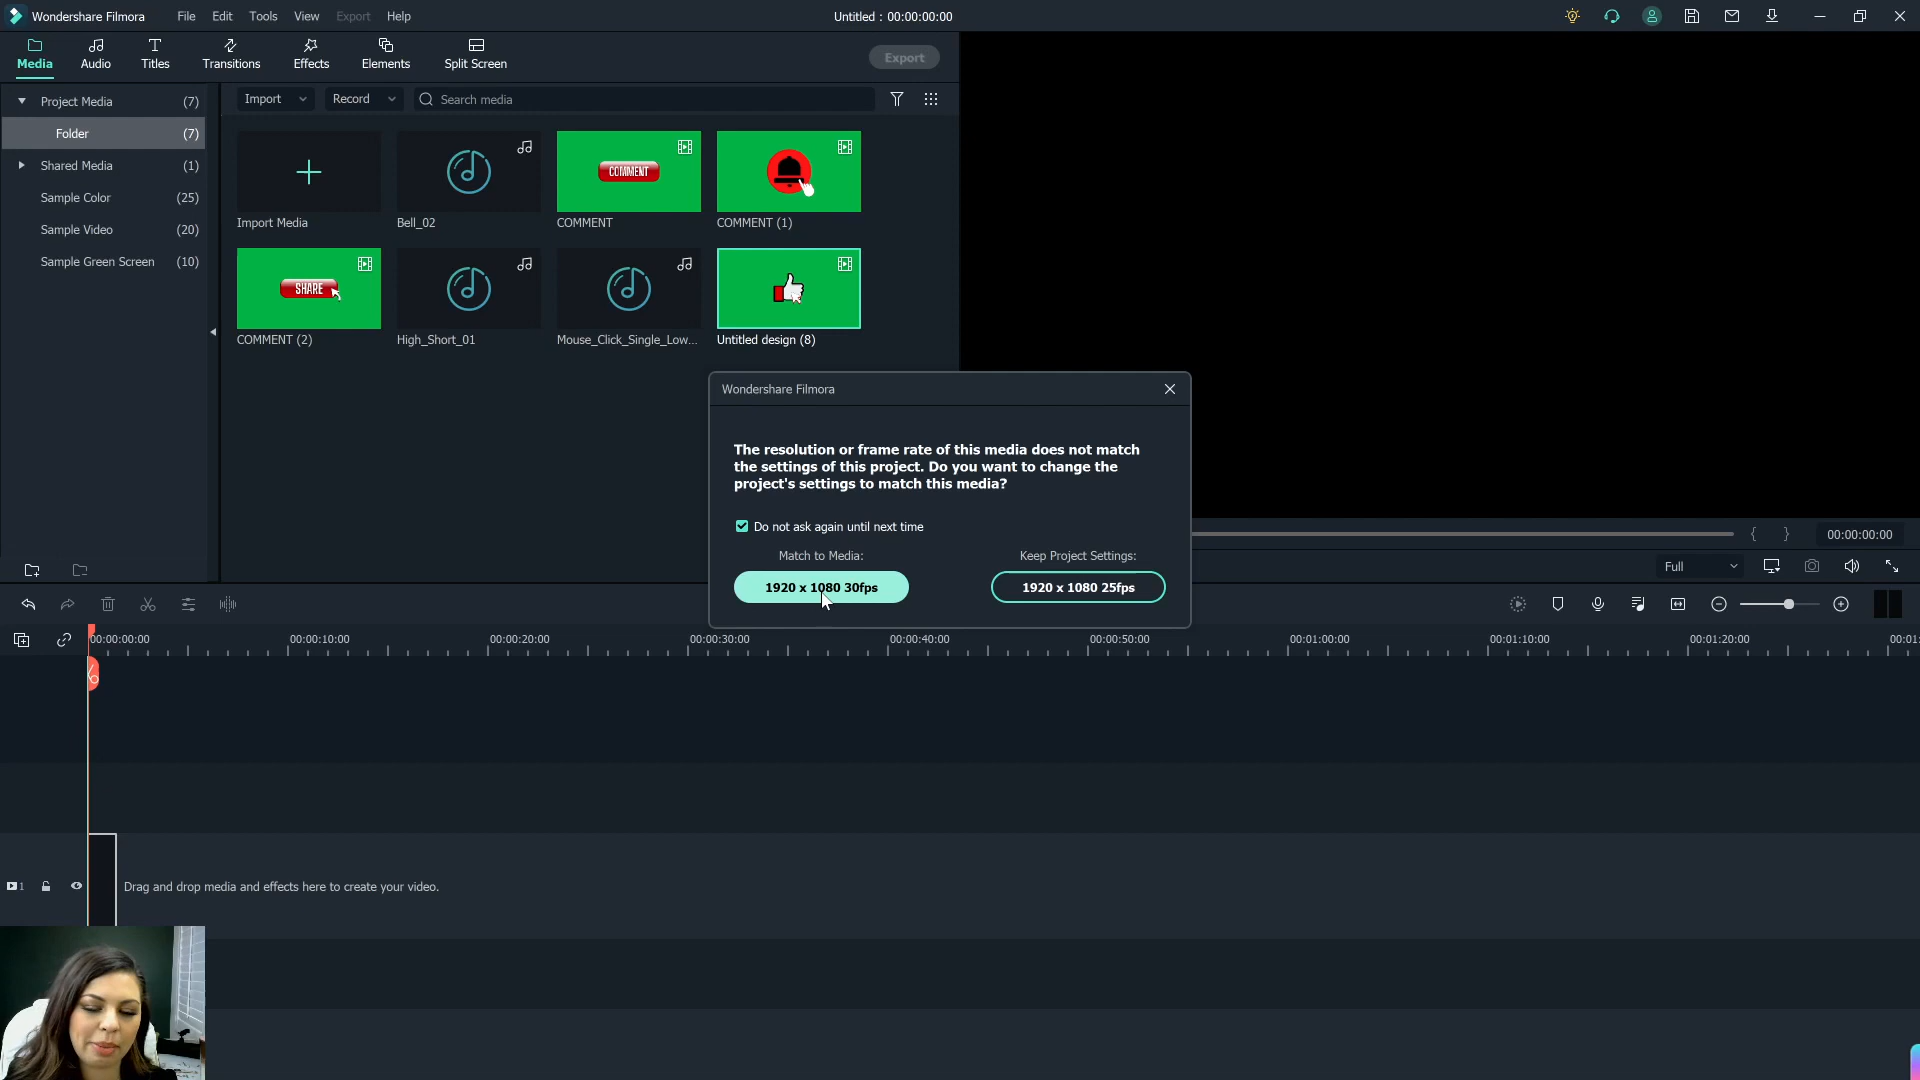 Wondershare Filmora File Edit Tools View Export Help Untitled : 00:00:00:00
Media Audio Titles Transitions Effects Elements Split Screen Export
Project Media (7)
Folder (7)
Shared Media (1)
Sample Color (25)
Sample Video (20)
Sample Green Screen (10)
Import Record Search media
COMMENT
Import Media Bell_02 COMMENT COMMENT (1)
SHARE
COMMENT (2) High_Short_01 Mouse_Click_Single_Low... Untitled design (8)
Wondershare Filmora
The resolution or frame rate of this media does not match
the settings of this project. Do you want to change the
project's settings to match this media?
Do not ask again until next time
Match to Media: Keep Project Settings:
1920 x 1080 30fps 1920 x 1080 25fps
{ } 00:00:00:00
Full
00:00:00:00 00:00:10:00 00:00:20:00 00:00:30:00 00:00:40:00 00:00:50:00 00:01:00:00 00:01:10:00 00:01:20:00 00:01:
1 Drag and drop media and effects here to create your video.